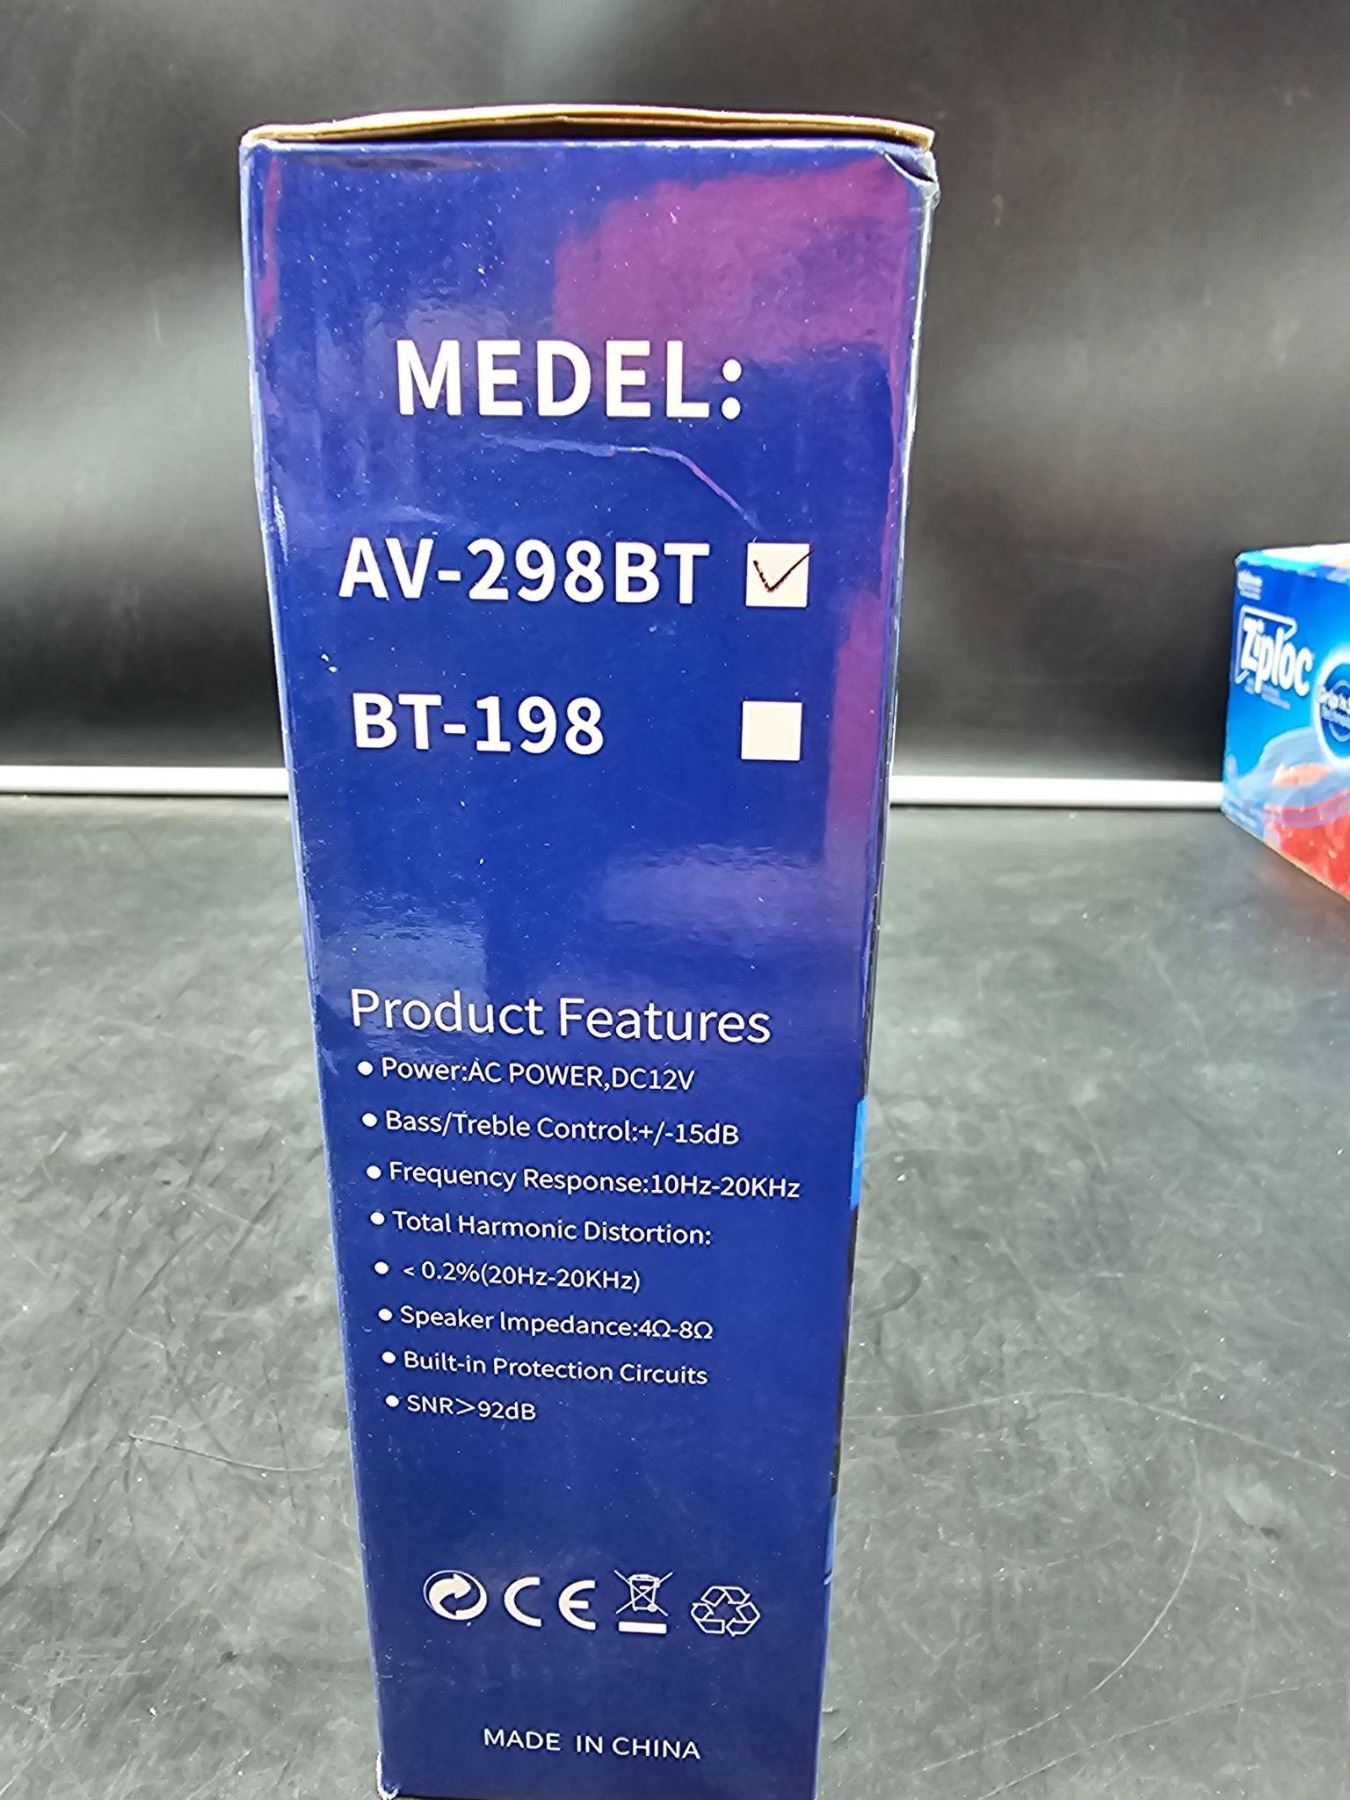 MEDEL:
AV-298BT
BT-198
Product Features
● Power:AC POWER,DC12V
● Bass/Treble Control:+/-15dB
● Frequency Response:10Hz-20KHz
● Total Harmonic Distortion:
● < 0.2%(20Hz-20KHz)
● Speaker Impedance:4Ω-8Ω
● Built-in Protection Circuits
● SNR>92dB
CE
MADE IN CHINA
Ziploc